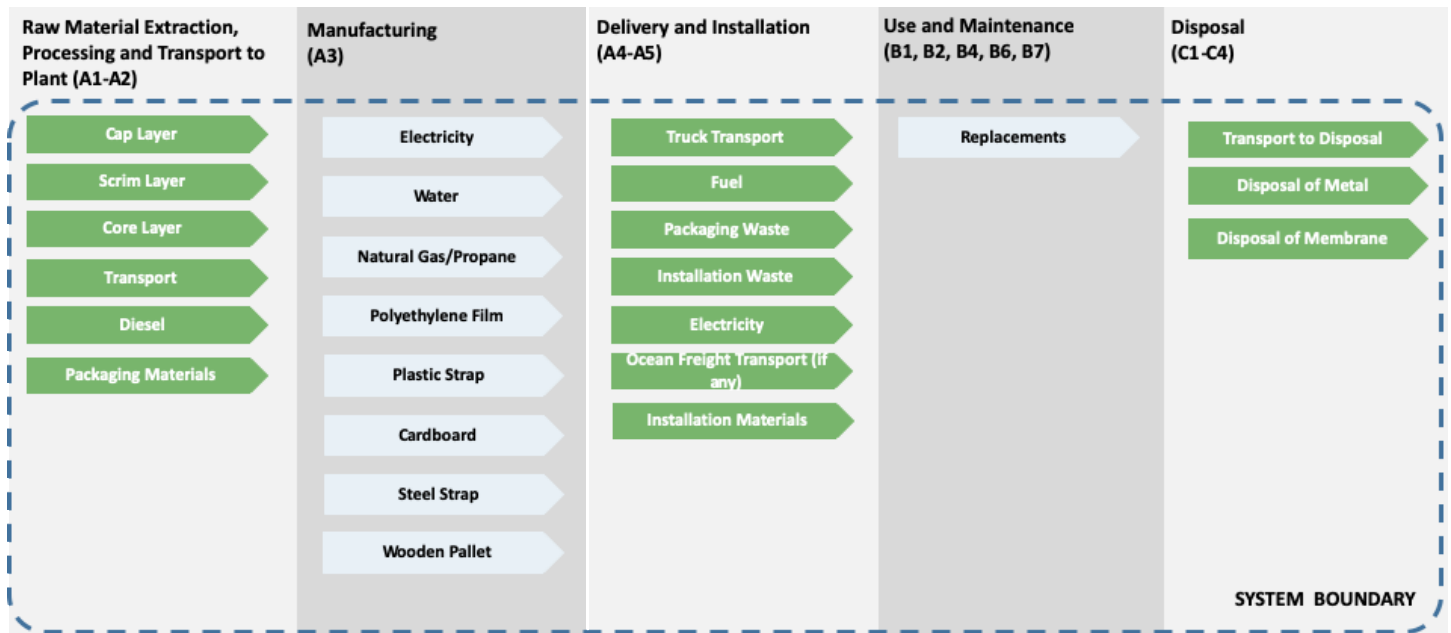 Raw Material Extraction,
Processing and Transport to
Plant (A1-A2)
Cap Layer
Scrim Layer
Core Layer
Transport
Diesel
Packaging Materials
Manufacturing
(A3)
Electricity
Water
Natural Gas/Propane
Polyethylene Film
Plastic Strap
Cardboard
Steel Strap
Wooden Pallet
Delivery and Installation
(A4-A5)
Truck Transport
Fuel
Packaging Waste
Installation Waste
Electricity
Ocean Freight Transport (if
any)
Installation Materials
Use and Maintenance
(B1, B2, B4, B6, B7)
Replacements
Disposal
(C1-C4)
Transport to Disposal
Disposal of Metal
Disposal of Membrane
SYSTEM BOUNDARY